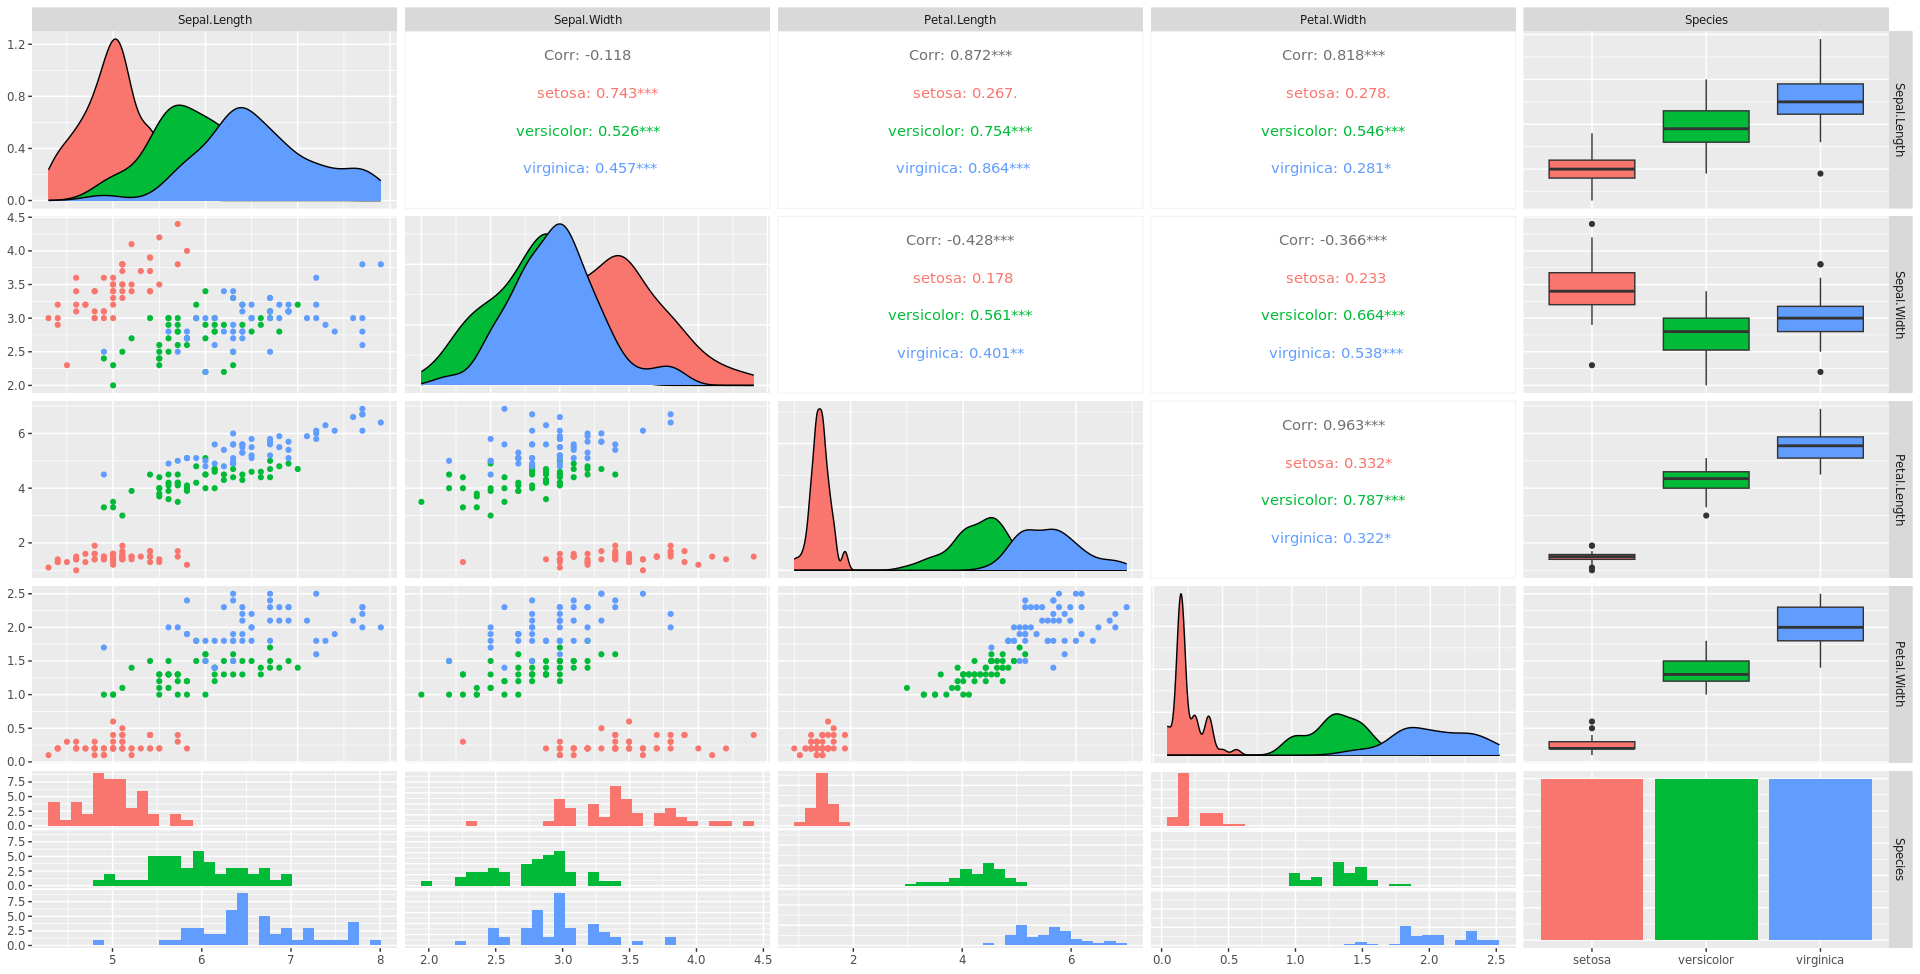 Sepal.Length Sepal.Width Petal.Length Petal.Width Species
1.2
0.8
0.4
0.0
Corr: -0.118
setosa: 0.743***
versicolor: 0.526***
virginica: 0.457***
Corr: 0.872***
setosa: 0.267.
versicolor: 0.754***
virginica: 0.864***
Corr: 0.818***
setosa: 0.278.
versicolor: 0.546***
virginica: 0.281*
Sepal.Length
4.5
4.0
3.5
3.0
2.5
2.0
Corr: -0.428***
setosa: 0.178
versicolor: 0.561***
virginica: 0.401**
Corr: -0.366***
setosa: 0.233
versicolor: 0.664***
virginica: 0.538***
Sepal.Width
6
4
2
Corr: 0.963***
setosa: 0.332*
versicolor: 0.787***
virginica: 0.322*
Petal.Length
2.5
2.0
1.5
1.0
0.5
0.0
Petal.Width
7.5
5.0
2.5
0.0
7.5
5.0
2.5
0.0
7.5
5.0
2.5
0.0
Species
5 6 7 8
2.0 2.5 3.0 3.5 4.0 4.5
2 4 6
0.0 0.5 1.0 1.5 2.0 2.5
setosa versicolor virginica